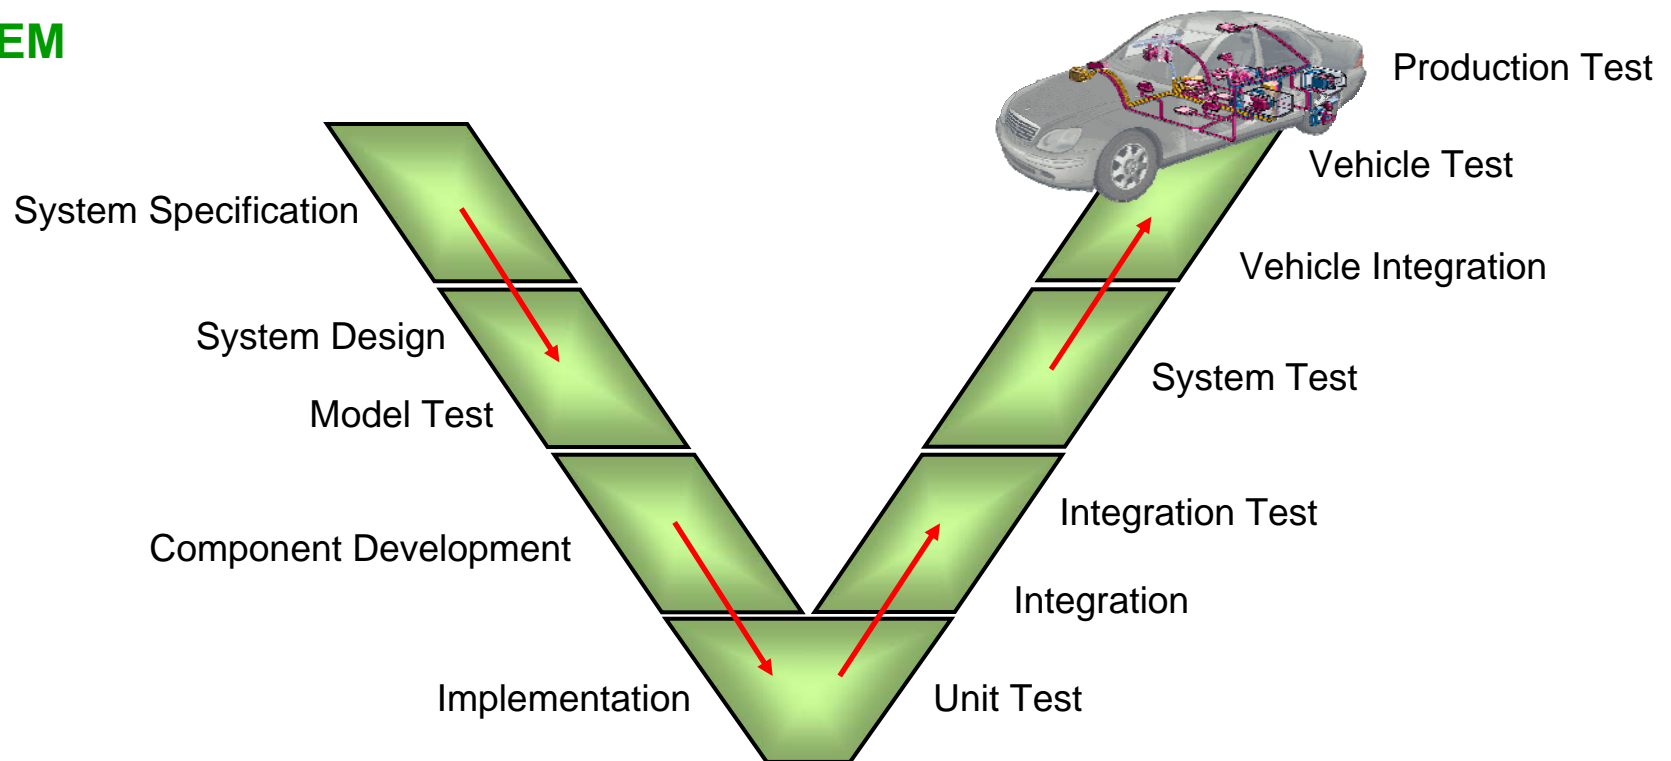 EM
Production Test
Vehicle Test
System Specification
Vehicle Integration
System Design
System Test
Model Test
Integration Test
Component Development
Integration
Implementation
Unit Test